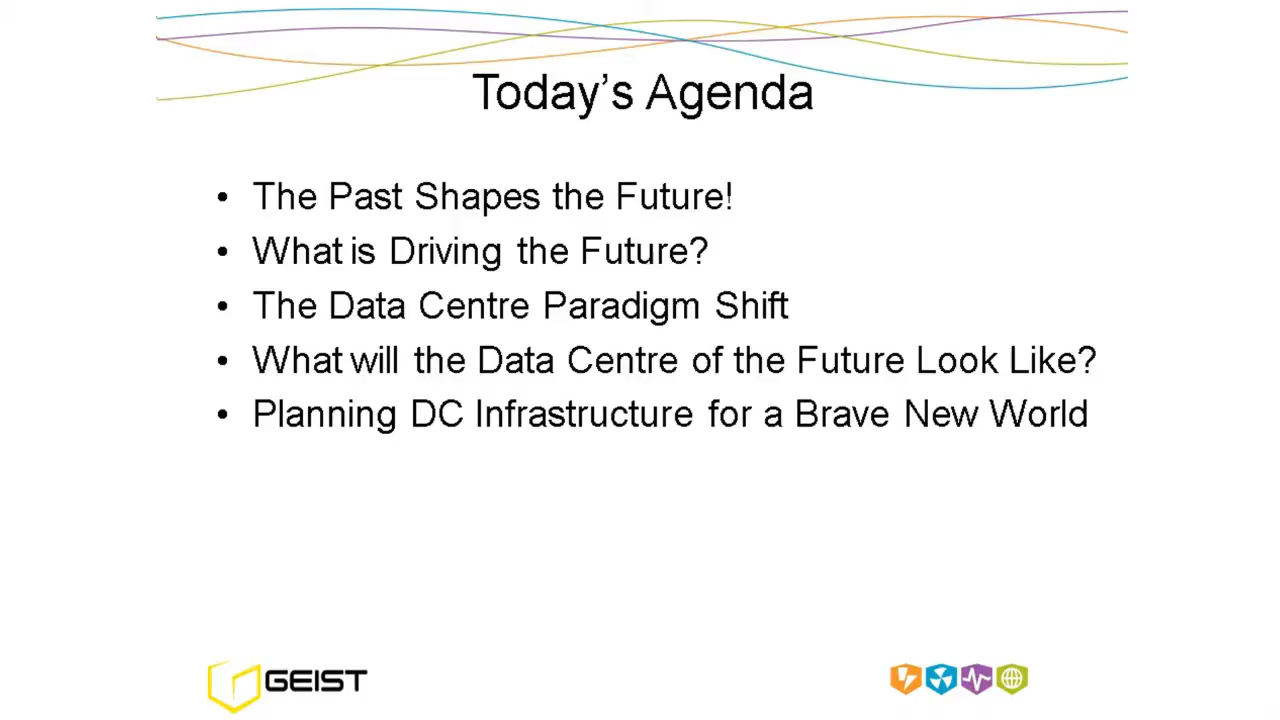 Today's Agenda
• The Past Shapes the Future!
• What is Driving the Future?
• The Data Centre Paradigm Shift
• What will the Data Centre of the Future Look Like?
• Planning DC Infrastructure for a Brave New World
GEIST